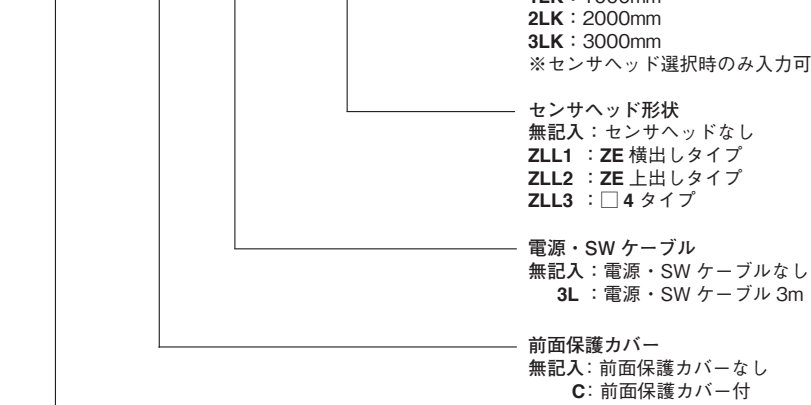 2LK：2000mm
3LK：3000mm
※センサヘッド選択時のみ入力可
センサヘッド形状
無記入：センサヘッドなし
ZLL1 ：ZE 横出しタイプ
ZLL2 ：ZE 上出しタイプ
ZLL3 ：□ 4 タイプ
電源・SW ケーブル
無記入：電源・SW ケーブルなし
3L ：電源・SW ケーブル 3m
前面保護カバー
無記入：前面保護カバーなし
C：前面保護カバー付